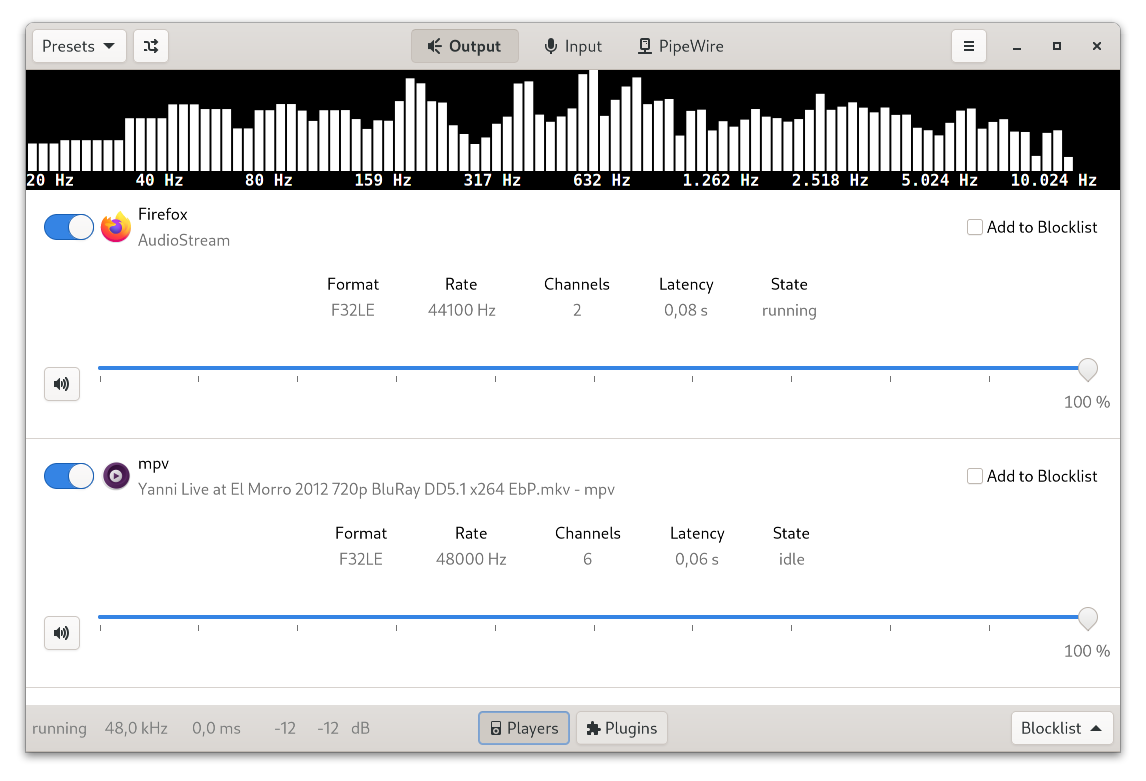 Presets Output Input PipeWire
20 Hz 40 Hz 80 Hz 159 Hz 317 Hz 632 Hz 1.262 Hz 2.518 Hz 5.024 Hz 10.024 Hz
Firefox
AudioStream
Add to Blocklist
Format Rate Channels Latency State
F32LE 44100 Hz 2 0,08 s running
100 %
mpv
Yanni Live at El Morro 2012 720p BluRay DD5.1 x264 EbP.mkv - mpv
Add to Blocklist
Format Rate Channels Latency State
F32LE 48000 Hz 6 0,06 s idle
100 %
running 48,0 kHz 0,0 ms -12 -12 dB Players Plugins Blocklist